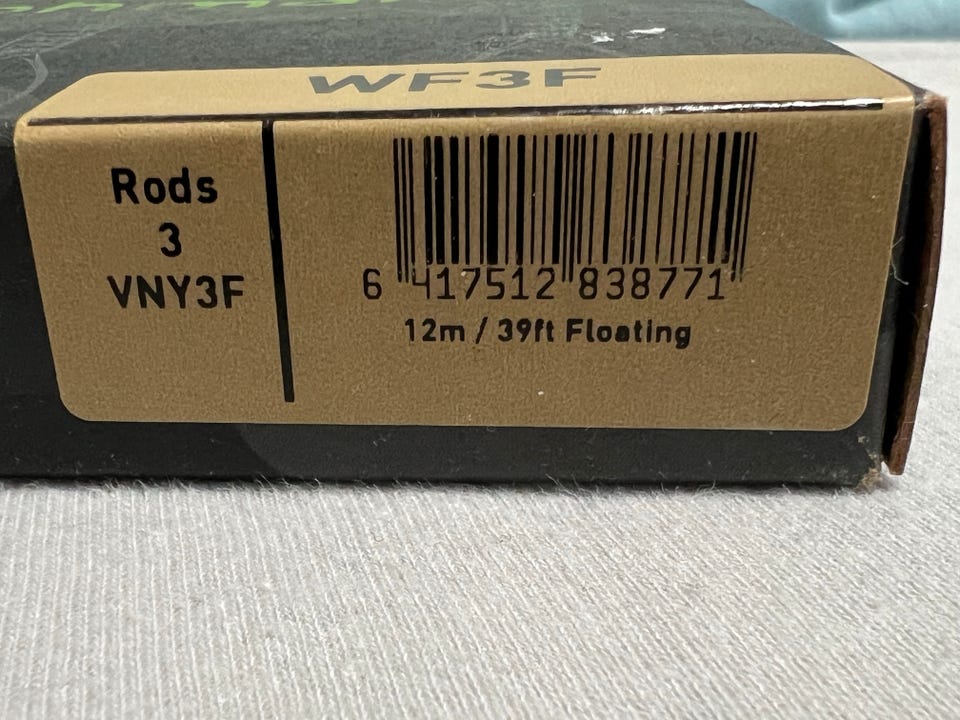 WF3F
Rods
3
VNY3F
6 417512 838771
12m / 39ft Floating